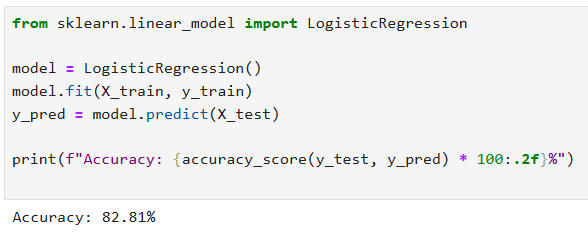 from sklearn.linear_model import LogisticRegression
model = LogisticRegression()
model.fit(X_train, y_train)
y_pred = model.predict(X_test)
print(f"Accuracy: {accuracy_score(y_test, y_pred) * 100:.2f}%")
Accuracy: 82.81%